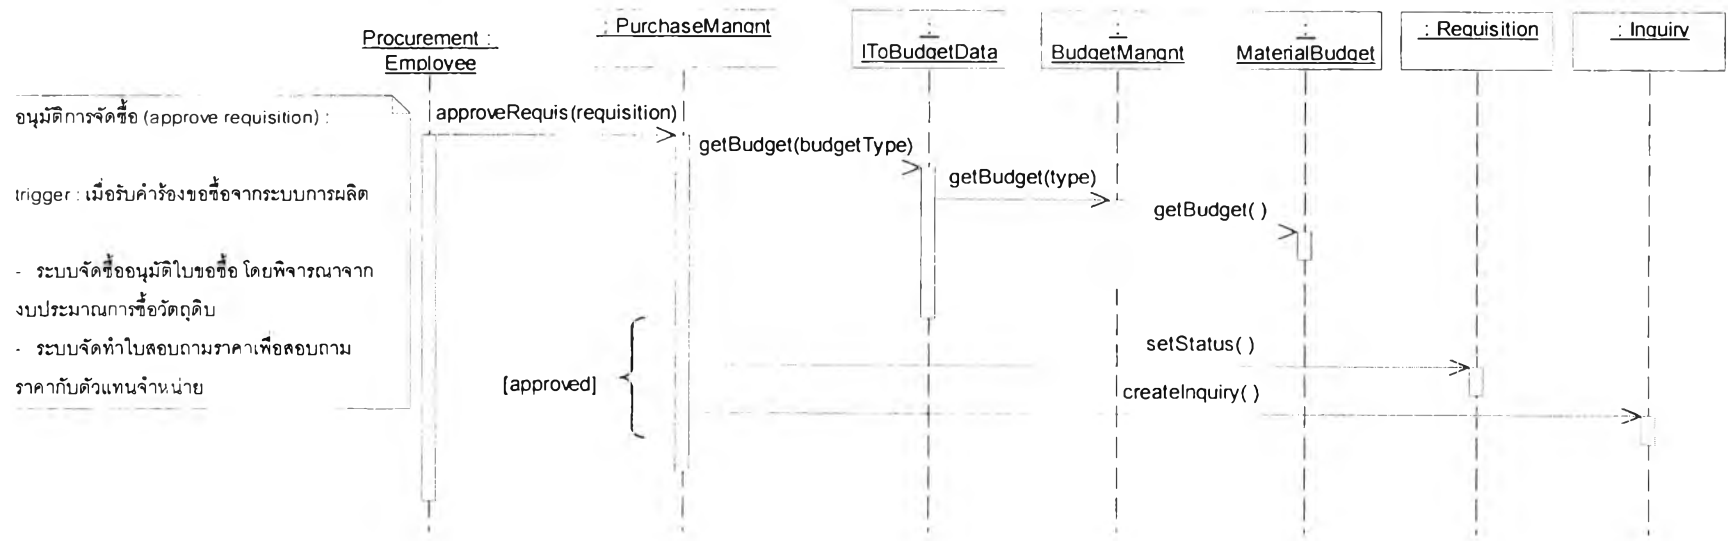 Procurement :
Employee
: PurchaseMangnt
:
IToBudgetData
:
BudgetMangnt
:
MaterialBudget
: Requisition
: Inquiry
อนุมัติการจัดซื้อ (approve requisition) :
trigger : เมื่อรับคำร้องขอซื้อจากระบบการผลิต
- ระบบจัดซื้ออนุมัติใบขอซื้อ โดยพิจารณาจาก
งบประมาณการซื้อวัตถุดิบ
- ระบบจัดทำใบสอบถามราคาเพื่อสอบถาม
ราคากับตัวแทนจำหน่าย
approveRequis(requisition)
getBudget(budgetType)
getBudget(type)
getBudget( )
setStatus( )
[approved]
createInquiry( )